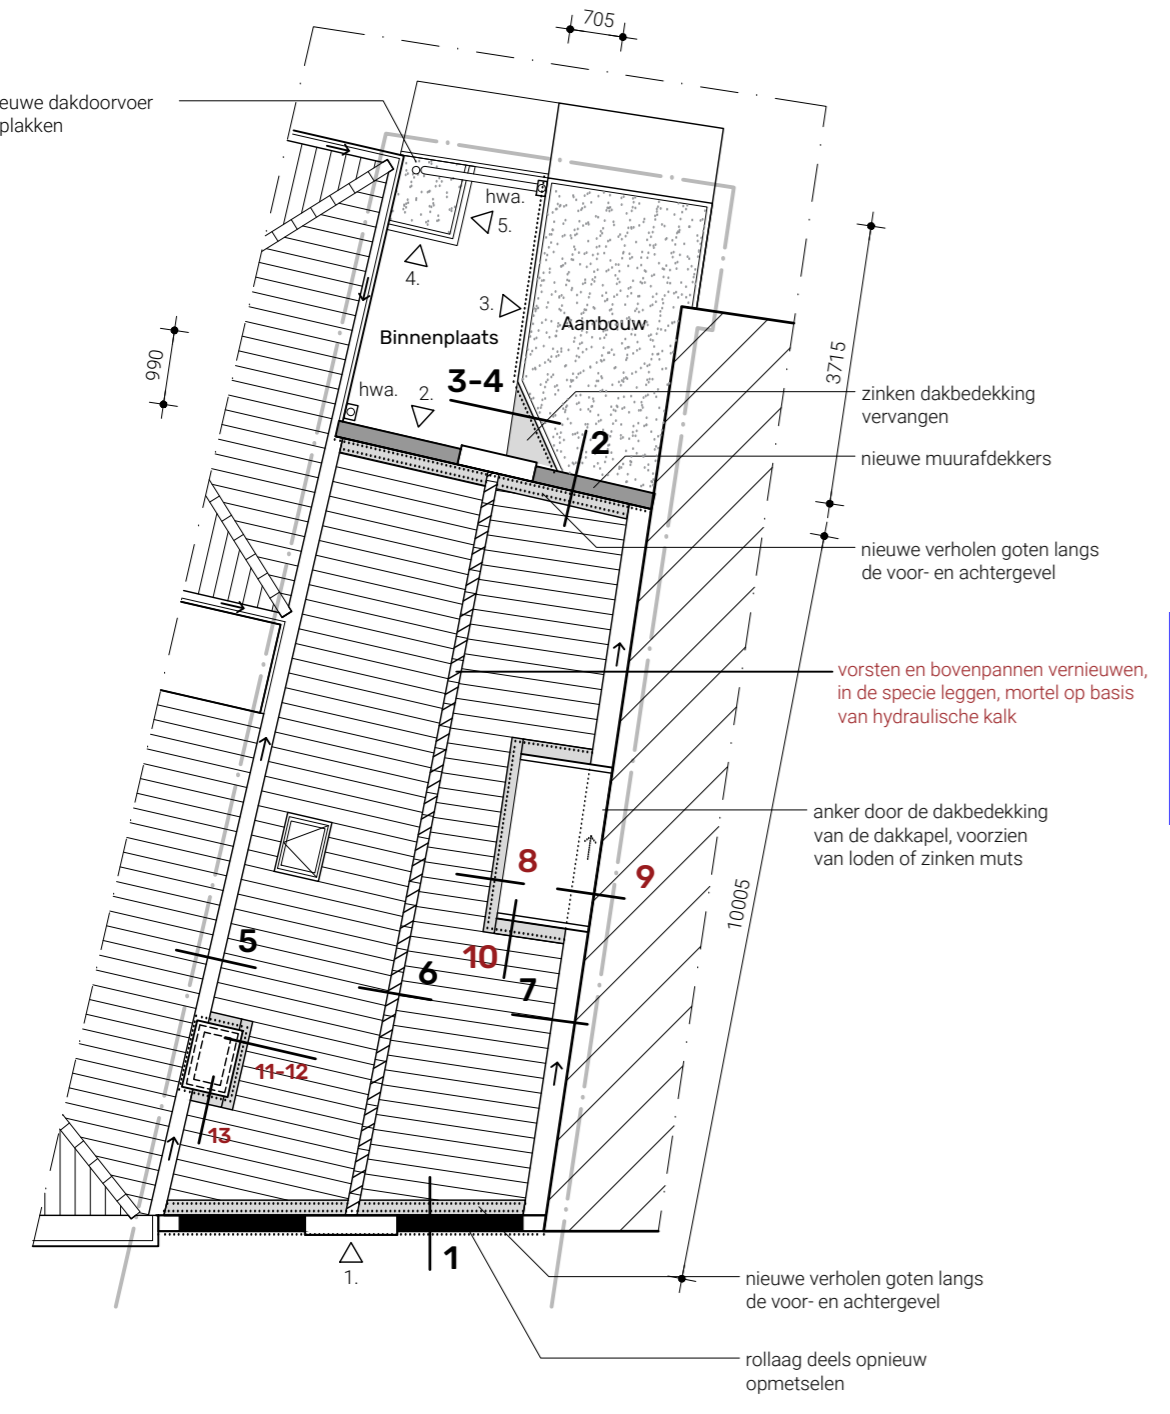 705
euwe dakdoorvoer
plakken
hwa.
5.
4.
3.
Aanbouw
Binnenplaats
990
3715
3-4
hwa.
2.
zinken dakbedekking
vervangen
2
nieuwe muurafdekkers
nieuwe verholen goten langs
de voor- en achtergevel
vorsten en bovenpannen vernieuwen,
in de specie leggen, mortel op basis
van hydraulische kalk
anker door de dakbedekking
van de dakkapel, voorzien
van loden of zinken muts
8
9
10005
5
10
6
7
11-12
13
1
1.
nieuwe verholen goten langs
de voor- en achtergevel
rollaag deels opnieuw
opmetselen